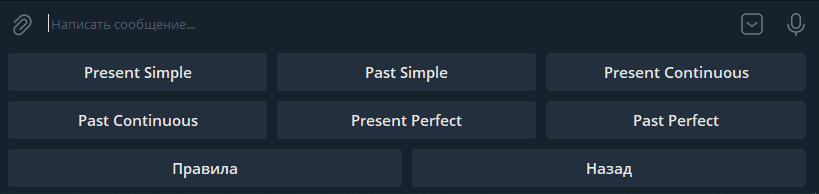 Написать сообщение...
Present Simple Past Simple Present Continuous
Past Continuous Present Perfect Past Perfect
Правила Назад